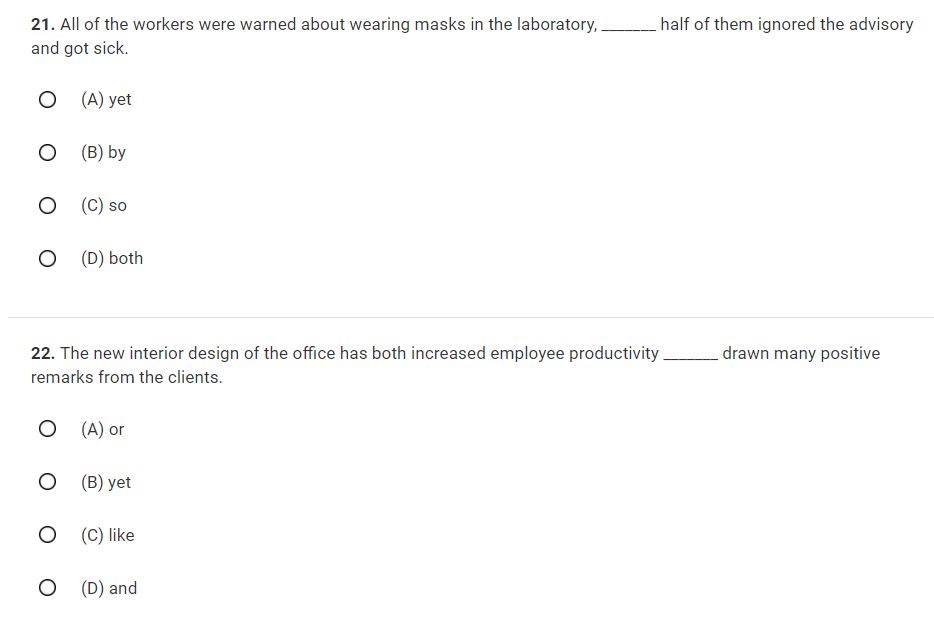 21. All of the workers were warned about wearing masks in the laboratory, _______ half of them ignored the advisory
and got sick.
(A) yet
(B) by
(C) so
(D) both
22. The new interior design of the office has both increased employee productivity _______ drawn many positive
remarks from the clients.
(A) or
(B) yet
(C) like
(D) and